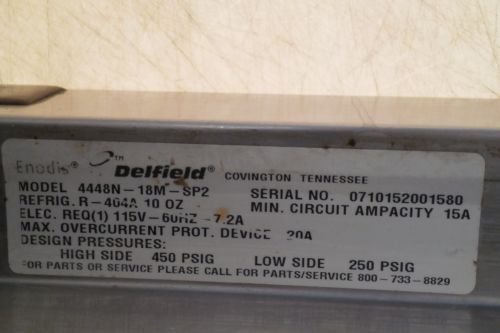 Enodis® ™ Delfield® COVINGTON TENNESSEE
MODEL 4448N-18M-SP2 SERIAL NO. 0710152001580
REFRIG. R-404A 10 OZ MIN. CIRCUIT AMPACITY 15A
ELEC. REQ(1) 115V-60HZ -7.2A
MAX. OVERCURRENT PROT. DEVICE 20A
DESIGN PRESSURES:
HIGH SIDE 450 PSIG LOW SIDE 250 PSIG
FOR PARTS OR SERVICE PLEASE CALL FOR PARTS/SERVICE 800-733-8829